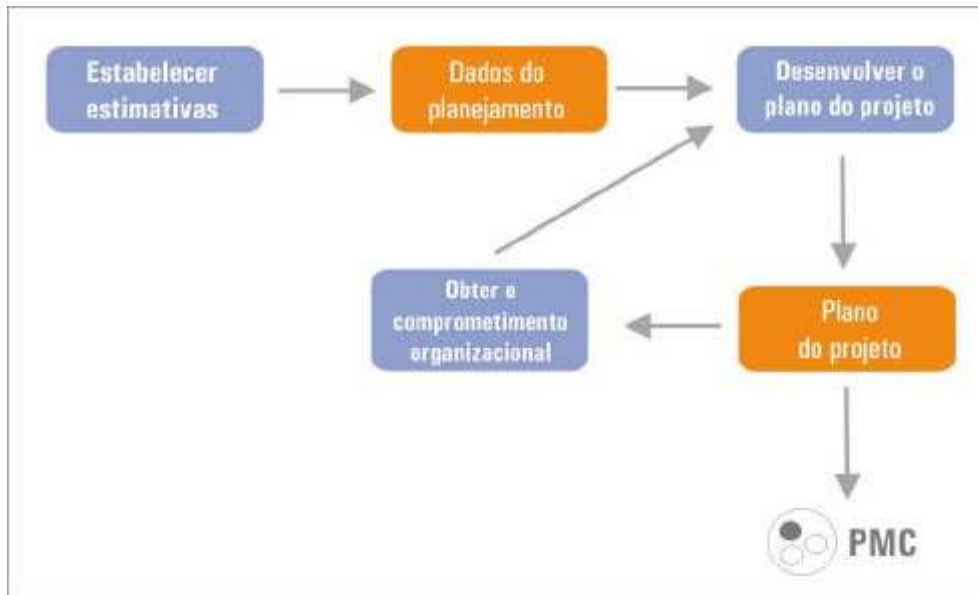 Estabelecer
estimativas
Dados do
planejamento
Desenvolver o
plano do projeto
Obter o
comprometimento
organizacional
Plano
do projeto
PMC